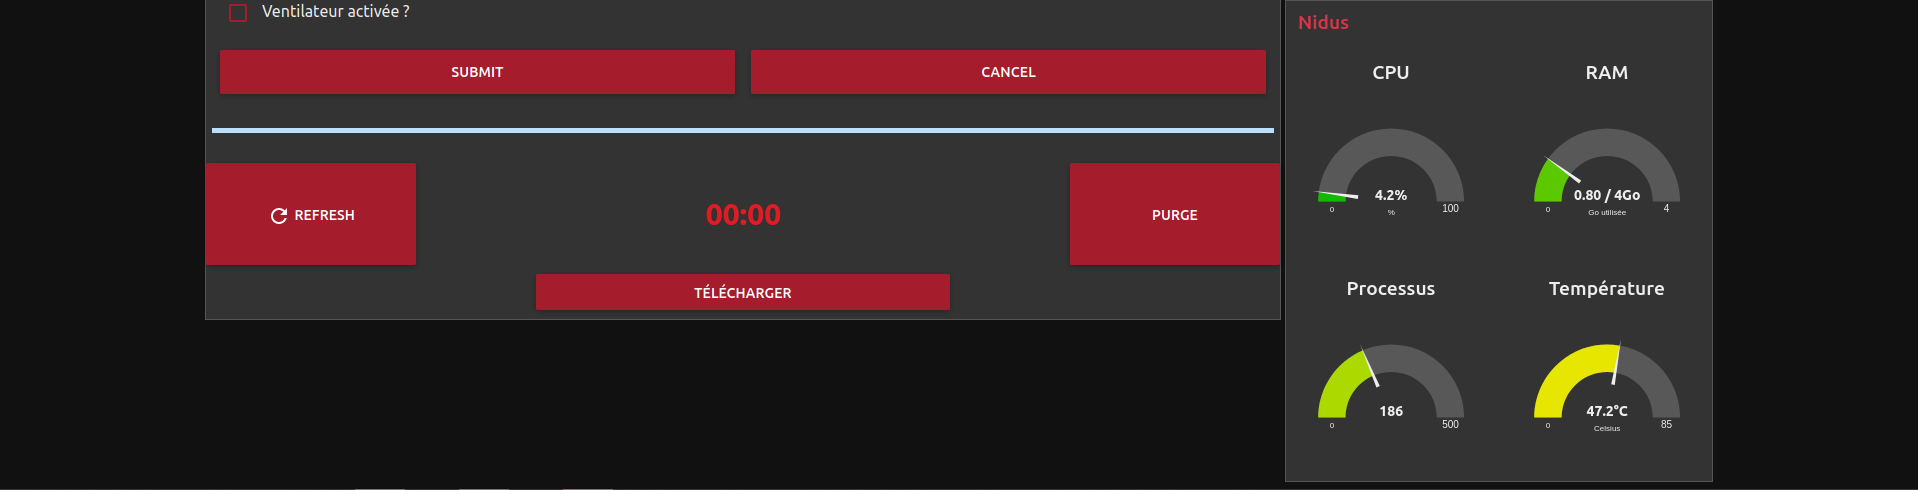 Ventilateur activée ?
SUBMIT
CANCEL
REFRESH
00:00
PURGE
TÉLÉCHARGER
Nidus
CPU
RAM
4.2%
%
0
100
0.80 / 4Go
Go utilisée
0
4
Processus
Température
186
0
500
47.2°C
Celsius
0
85